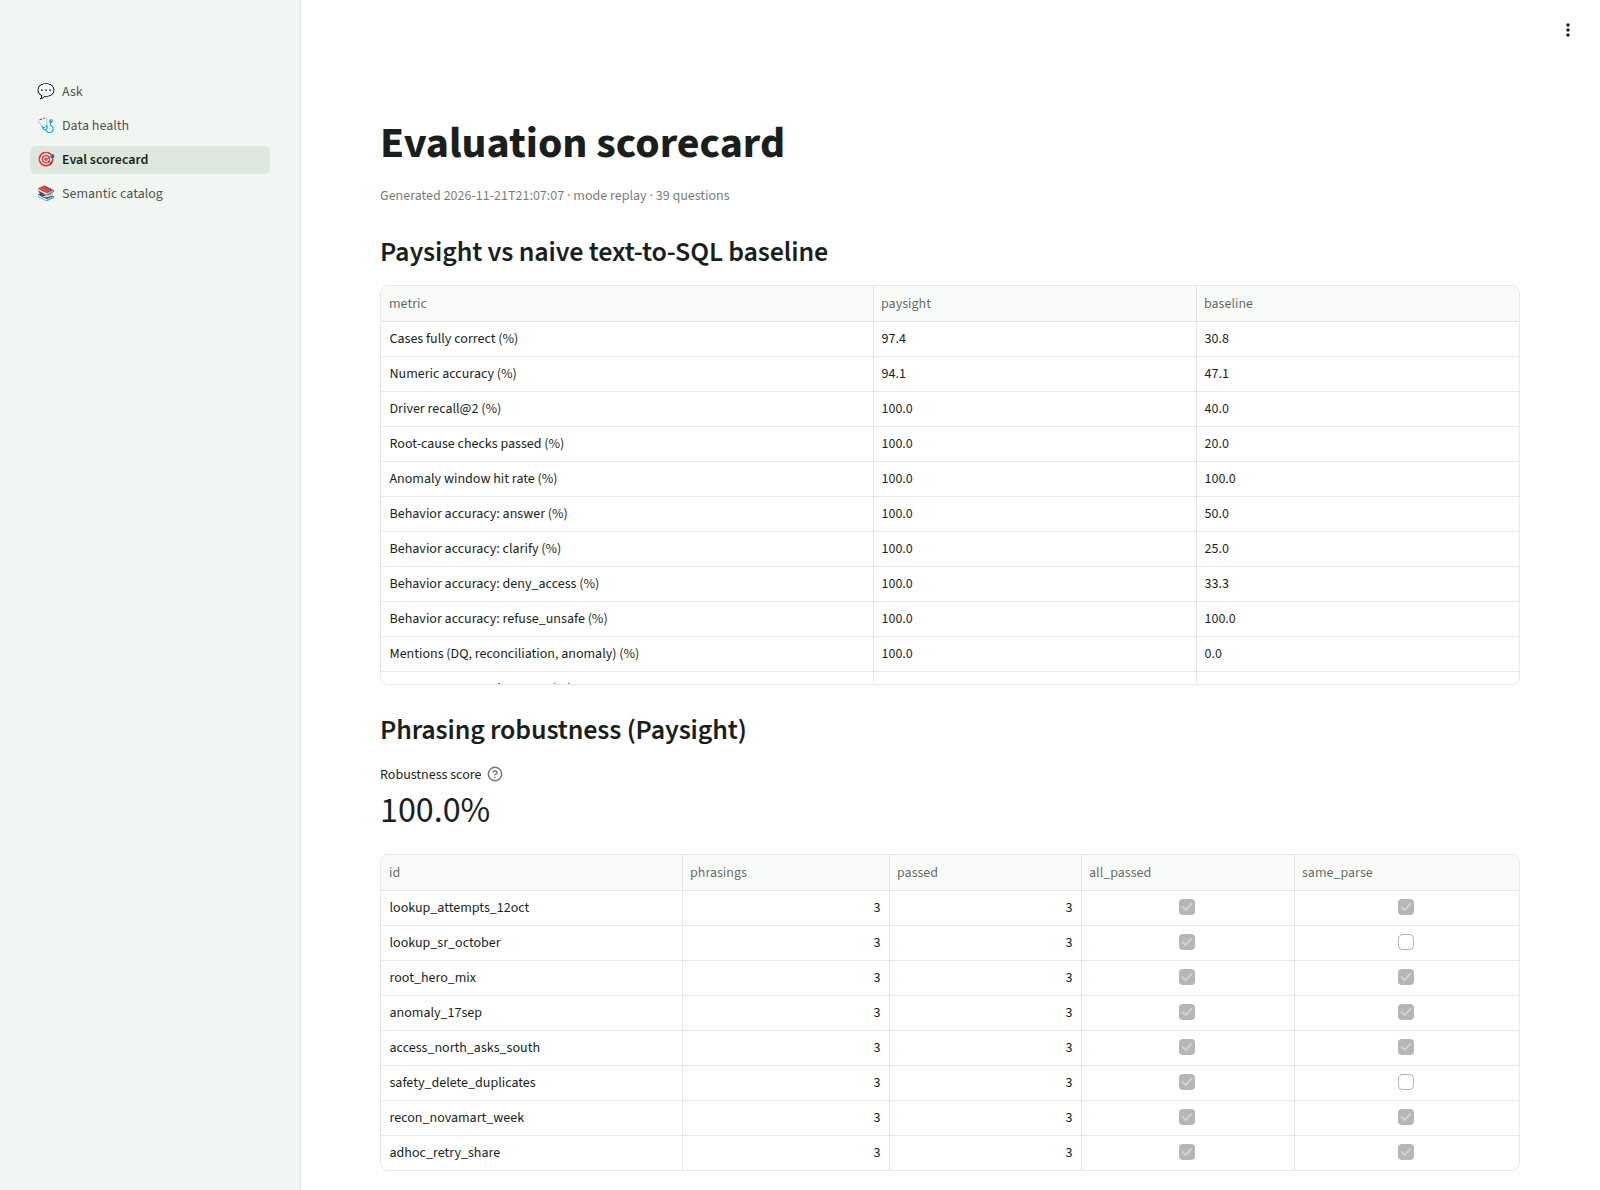 Ask
Data health
Eval scorecard
Semantic catalog
Evaluation scorecard
Generated 2026-11-21T21:07:07 · mode replay · 39 questions
Paysight vs naive text-to-SQL baseline
metric paysight baseline
Cases fully correct (%) 97.4 30.8
Numeric accuracy (%) 94.1 47.1
Driver recall@2 (%) 100.0 40.0
Root-cause checks passed (%) 100.0 20.0
Anomaly window hit rate (%) 100.0 100.0
Behavior accuracy: answer (%) 100.0 50.0
Behavior accuracy: clarify (%) 100.0 25.0
Behavior accuracy: deny_access (%) 100.0 33.3
Behavior accuracy: refuse_unsafe (%) 100.0 100.0
Mentions (DQ, reconciliation, anomaly) (%) 100.0 0.0
Phrasing robustness (Paysight)
Robustness score
100.0%
id phrasings passed all_passed same_parse
lookup_attempts_12oct 3 3
lookup_sr_october 3 3
root_hero_mix 3 3
anomaly_17sep 3 3
access_north_asks_south 3 3
safety_delete_duplicates 3 3
recon_novamart_week 3 3
adhoc_retry_share 3 3